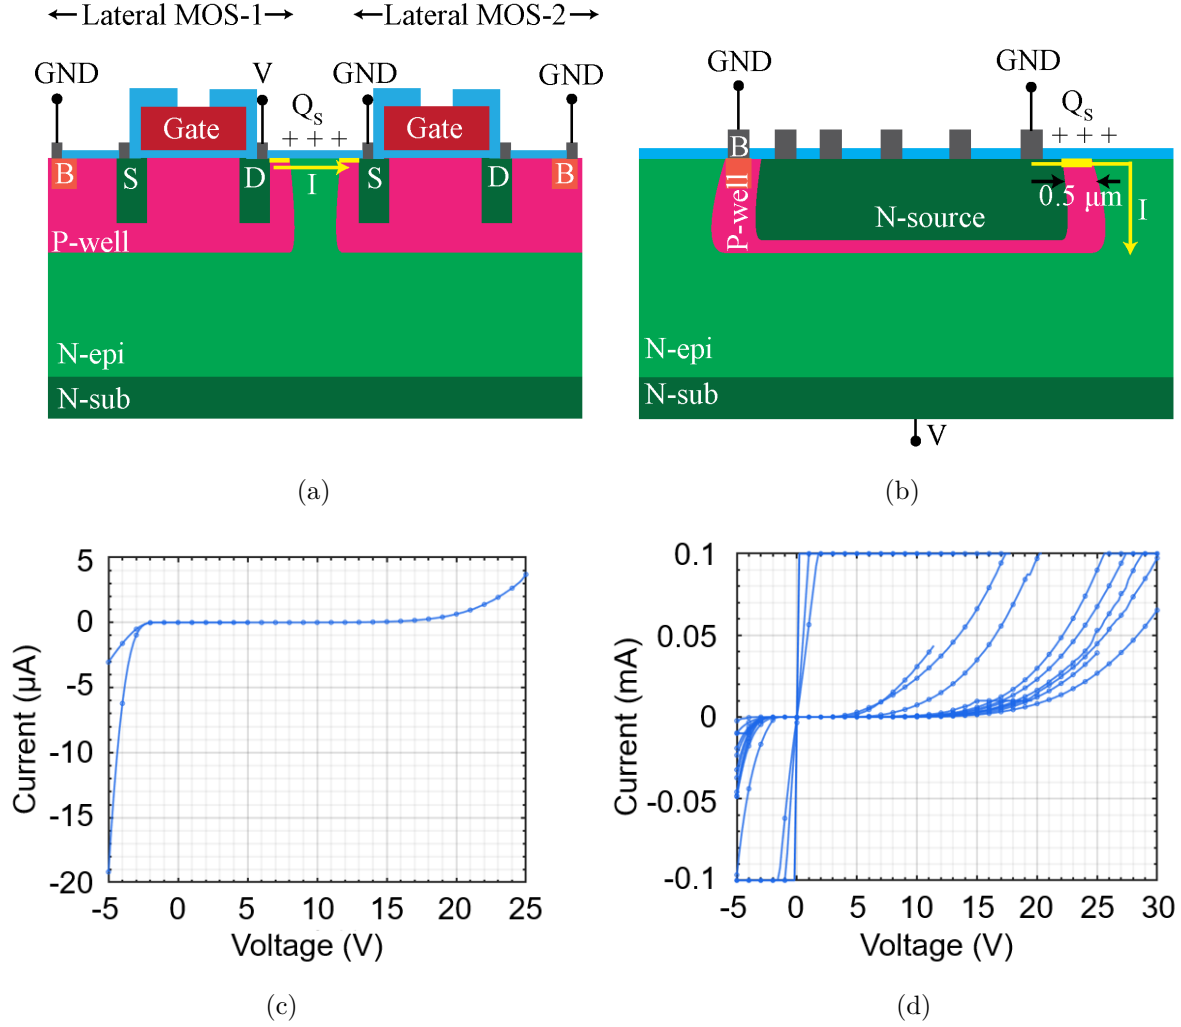 Lateral MOS-1
Lateral MOS-2
GND
V
GND
GND
Qs
+ + +
Gate
Gate
B
S
D
I
S
D
B
P-well
N-epi
N-sub
(a)
GND
GND
Qs
+ + +
B
P-well
N-source
0.5 μm
I
N-epi
N-sub
V
(b)
5
0
-5
-10
-15
-20
Current (μA)
-5 0 5 10 15 20 25
Voltage (V)
(c)
0.1
0.05
0
-0.05
-0.1
Current (mA)
-5 0 5 10 15 20 25 30
Voltage (V)
(d)